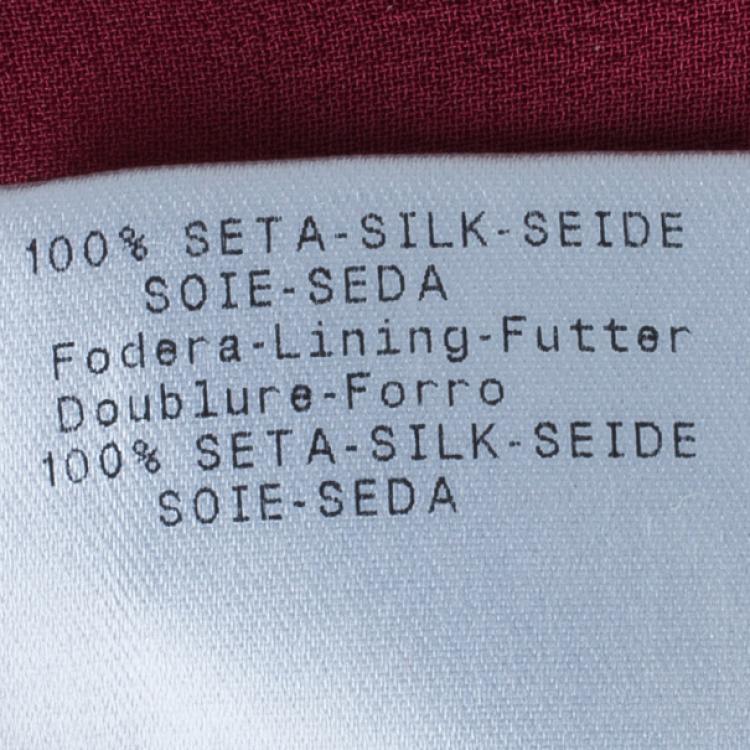 100% SETA-SILK-SEIDE
SOIE-SEDA
Fodera-Lining-Futter
Doublure-Forro
100% SETA-SILK-SEIDE
SOIE-SEDA